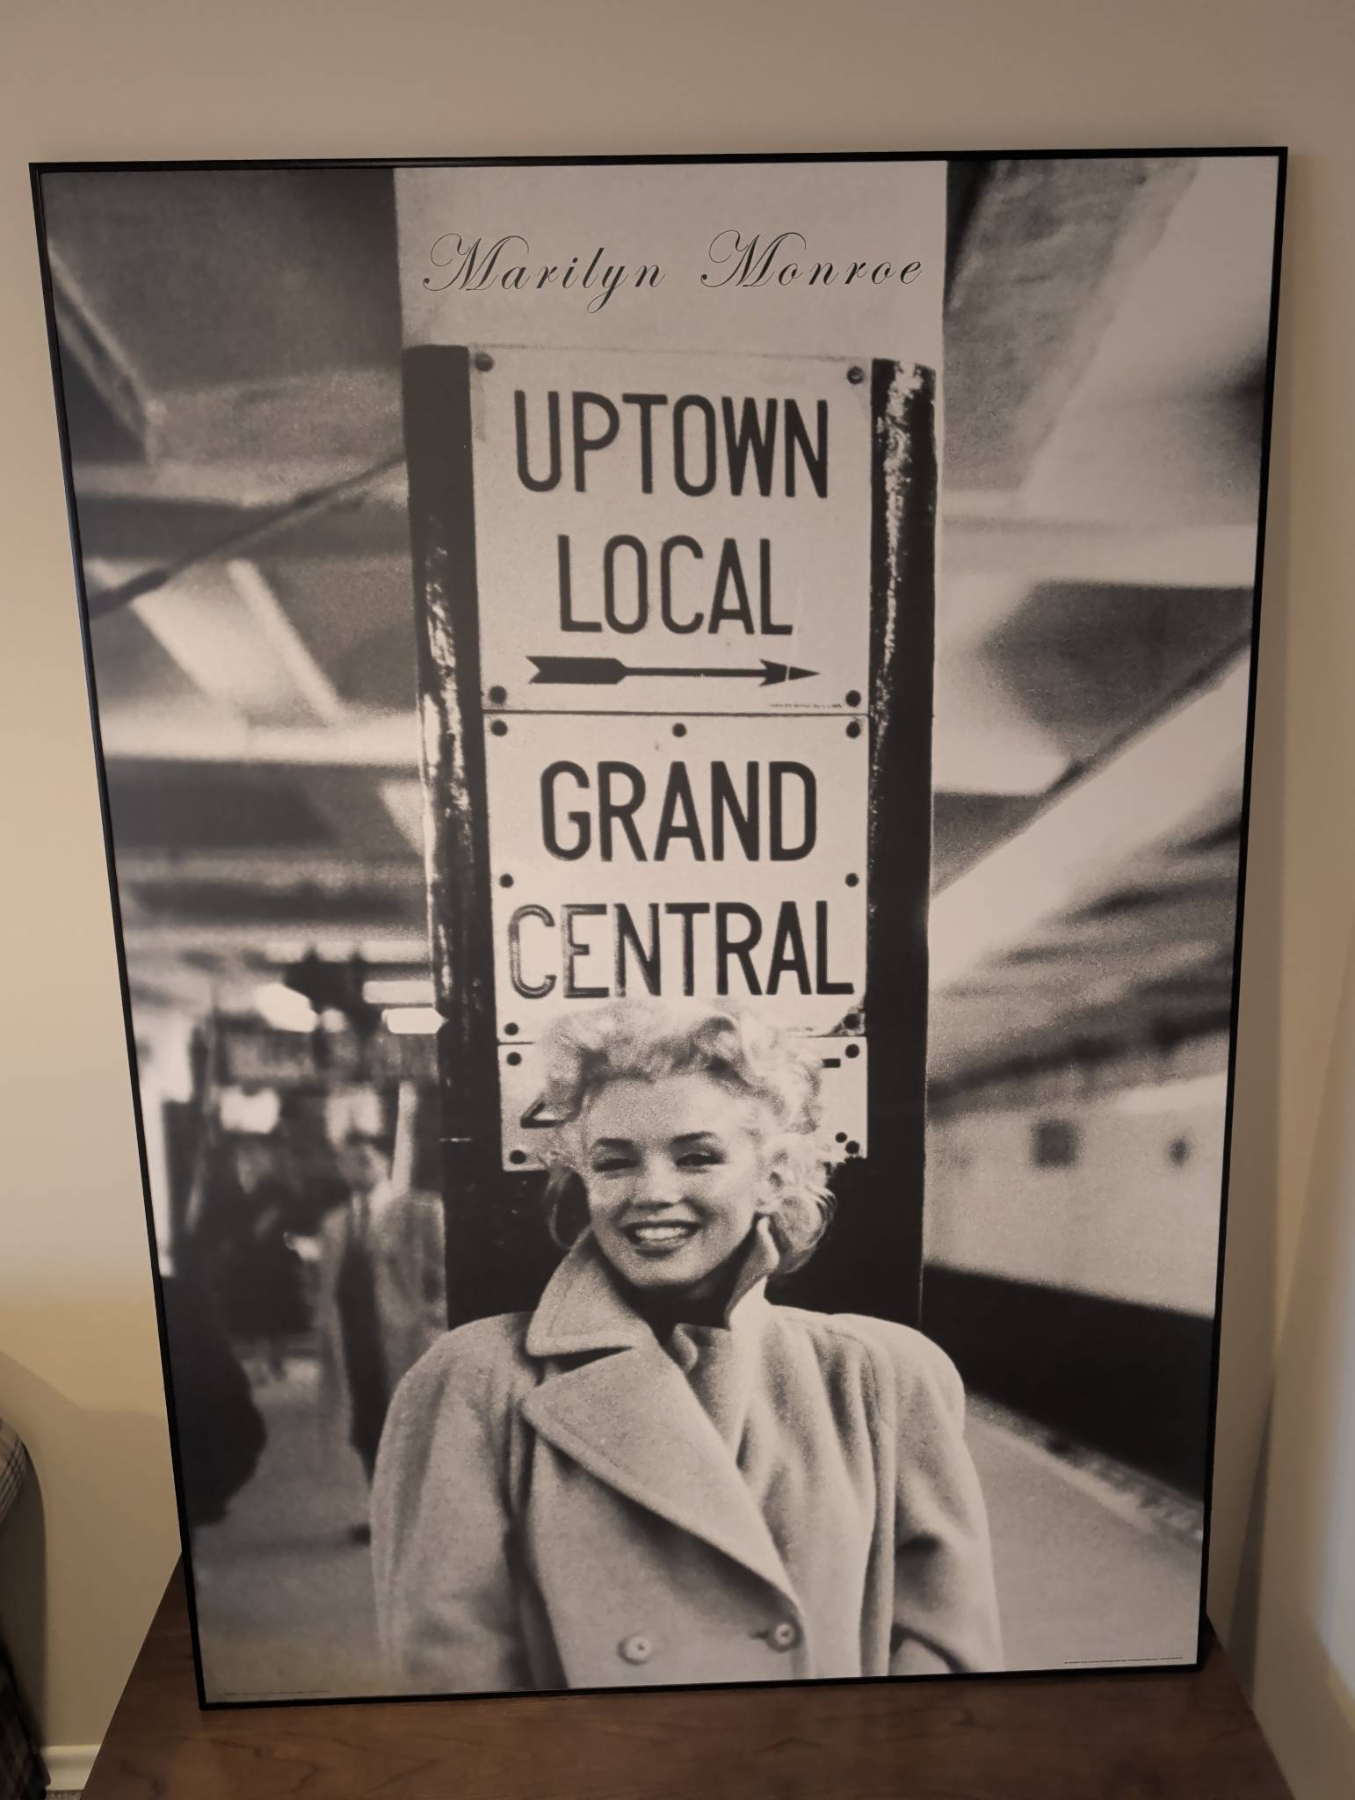 Marilyn Monroe
UPTOWN
LOCAL
GRAND
CENTRAL